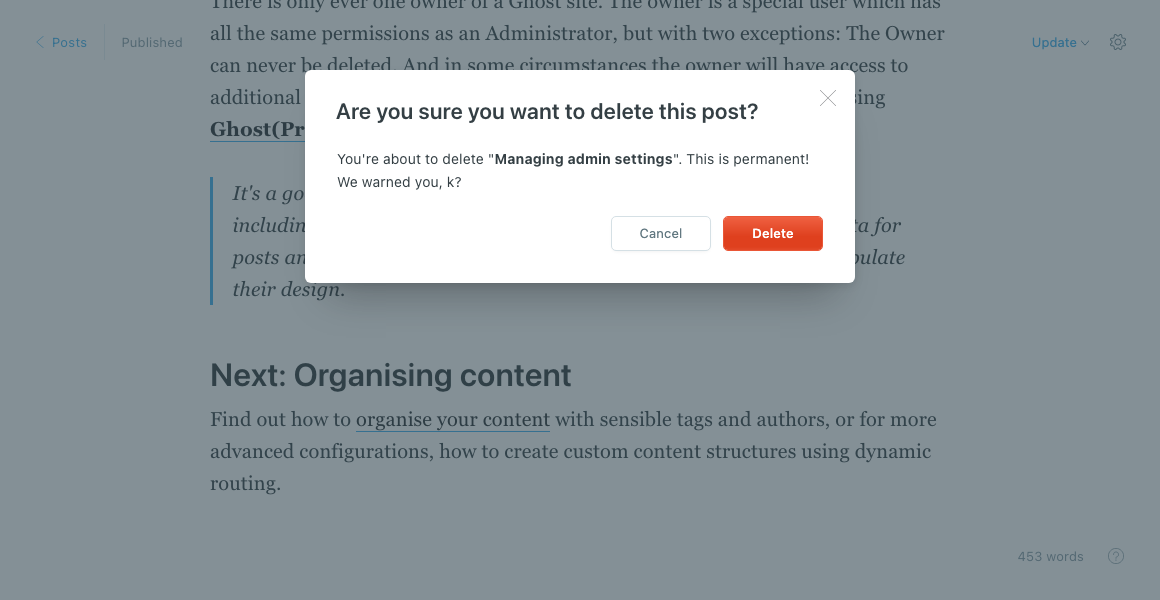 There is only ever one owner of a Ghost site. The owner is a special user which has
Posts
Published
all the same permissions as an Administrator, but with two exceptions: The Owner
Update
can never be deleted. And in some circumstances the owner will have access to
additional
sing
Ghost(Pr
Are you sure you want to delete this post?
You're about to delete "Managing admin settings". This is permanent!
We warned you, k?
Cancel
Delete
It's a go
includin
ta for
posts an
pulate
their design.
Next: Organising content
Find out how to organise your content with sensible tags and authors, or for more
advanced configurations, how to create custom content structures using dynamic
routing.
453 words
?